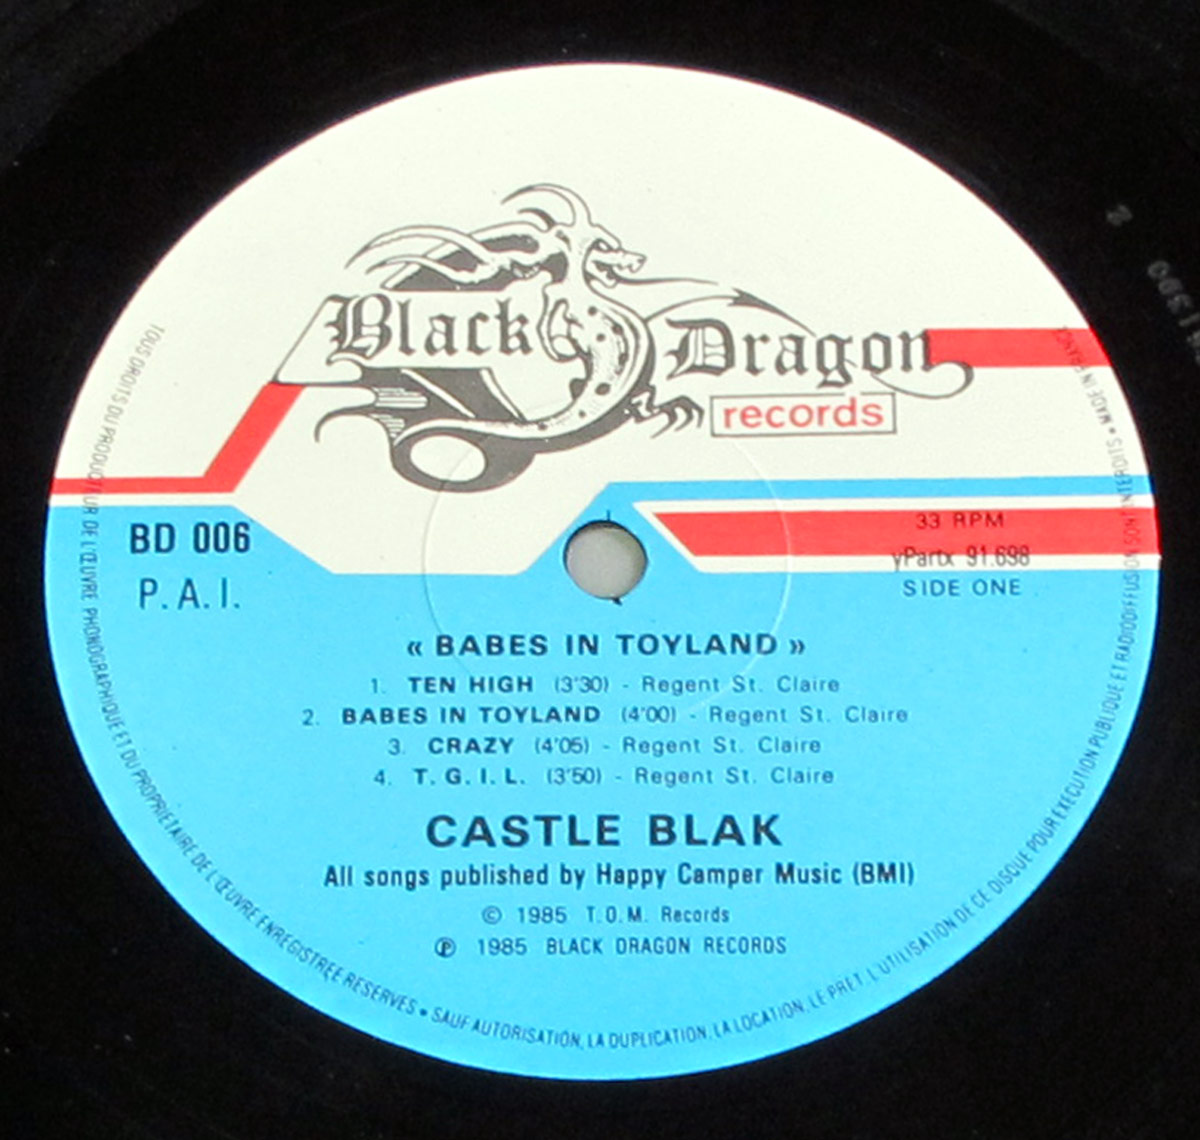 Black Dragon
records
BD 006
P.A.I.
33 RPM
yPartx 91.698
SIDE ONE
« BABES IN TOYLAND »
1. TEN HIGH (3'30) - Regent St. Claire
2. BABES IN TOYLAND (4'00) - Regent St. Claire
3. CRAZY (4'05) - Regent St. Claire
4. T.G.I.L. (3'50) - Regent St. Claire
CASTLE BLAK
All songs published by Happy Camper Music (BMI)
© 1985 T.O.M. Records
℗ 1985 BLACK DRAGON RECORDS
TOUS DROITS DU PRODUCTEUR DE L'ŒUVRE PHONOGRAPHIQUE ET DU PROPRIETAIRE DE L'ŒUVRE ENREGISTREE RESERVES • SAUF AUTORISATION, LA DUPLICATION, LA LOCATION, LE PRET, L'UTILISATION DE CE DISQUE POUR EXECUTION PUBLIQUE ET RADIODIFFUSION SONT INTERDITS • MADE IN FRANCE